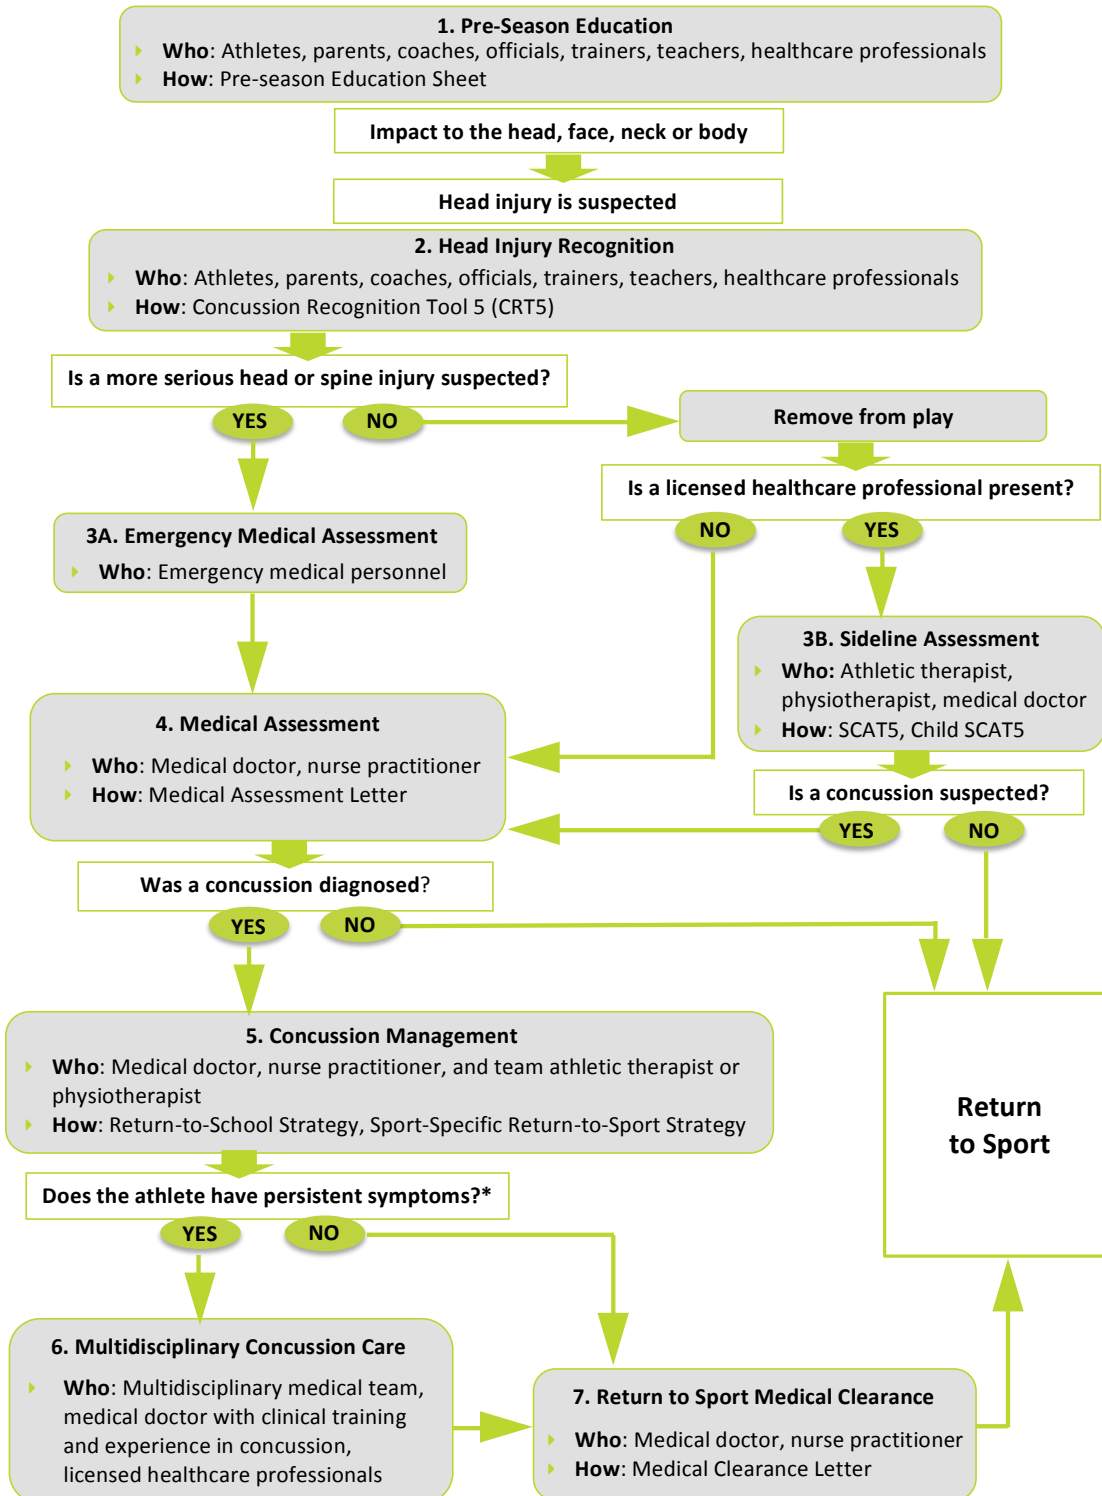 1. Pre-Season Education
Who: Athletes, parents, coaches, officials, trainers, teachers, healthcare professionals
How: Pre-season Education Sheet
Impact to the head, face, neck or body
Head injury is suspected
2. Head Injury Recognition
Who: Athletes, parents, coaches, officials, trainers, teachers, healthcare professionals
How: Concussion Recognition Tool 5 (CRT5)
Is a more serious head or spine injury suspected?
YES
NO
Remove from play
Is a licensed healthcare professional present?
NO
YES
3A. Emergency Medical Assessment
Who: Emergency medical personnel
3B. Sideline Assessment
Who: Athletic therapist,
physiotherapist, medical doctor
How: SCAT5, Child SCAT5
4. Medical Assessment
Who: Medical doctor, nurse practitioner
How: Medical Assessment Letter
Is a concussion suspected?
YES
NO
Was a concussion diagnosed?
YES
NO
5. Concussion Management
Who: Medical doctor, nurse practitioner, and team athletic therapist or
physiotherapist
How: Return-to-School Strategy, Sport-Specific Return-to-Sport Strategy
Return
to Sport
Does the athlete have persistent symptoms?*
YES
NO
6. Multidisciplinary Concussion Care
Who: Multidisciplinary medical team,
medical doctor with clinical training
and experience in concussion,
licensed healthcare professionals
7. Return to Sport Medical Clearance
Who: Medical doctor, nurse practitioner
How: Medical Clearance Letter